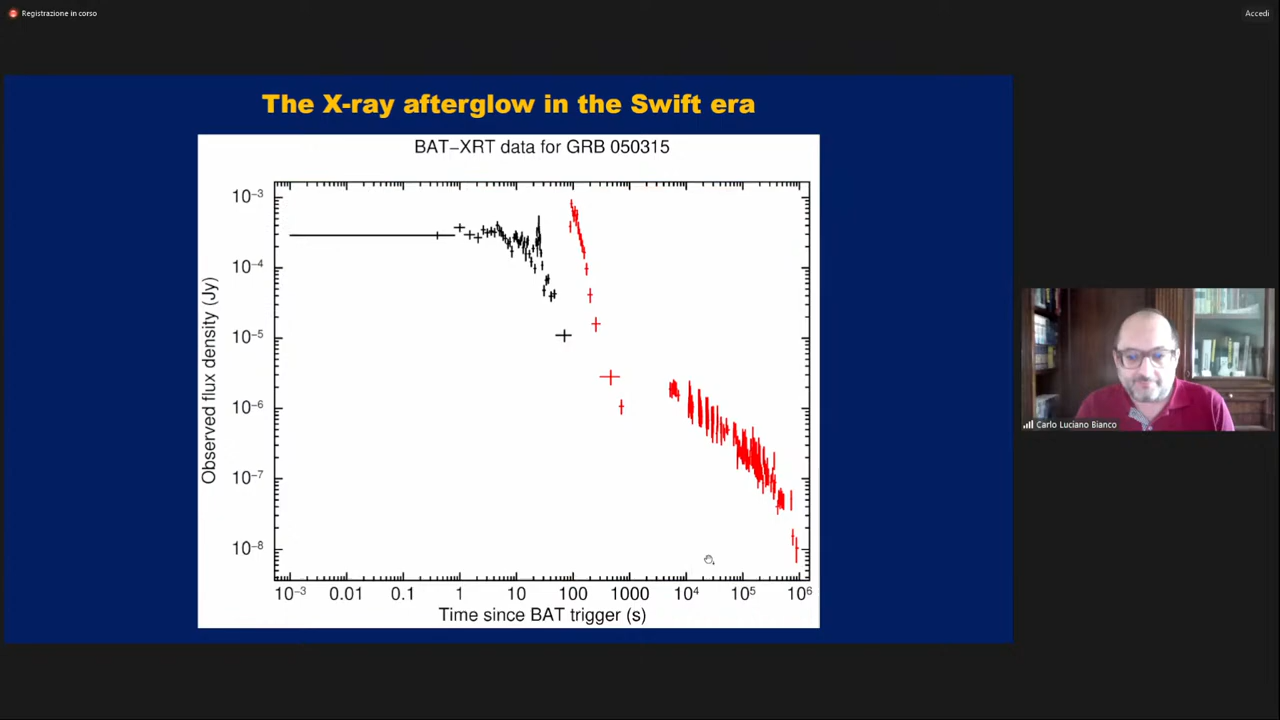 Registrazione in corso
Accedi
The X-ray afterglow in the Swift era
BAT−XRT data for GRB 050315
Observed flux density (Jy)
10⁻³
10⁻⁴
10⁻⁵
10⁻⁶
10⁻⁷
10⁻⁸
10⁻³ 0.01 0.1 1 10 100 1000 10⁴ 10⁵ 10⁶
Time since BAT trigger (s)
Carlo Luciano Bianco